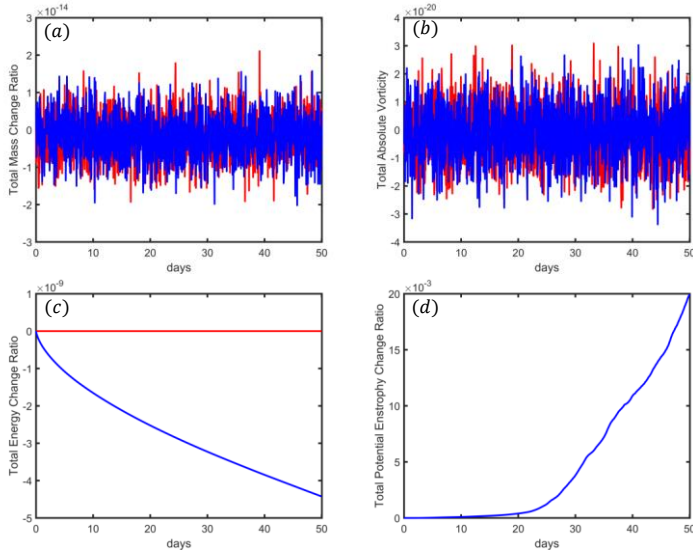 ×10⁻¹⁴
(a)
3
2
1
0
-1
-2
-3
Total Mass Change Ratio
0 10 20 30 40 50
days
×10⁻²⁰
(b)
4
3
2
1
0
-1
-2
-3
-4
Total Absolute Vorticity
0 10 20 30 40 50
days
×10⁻⁹
(c)
1
0
-1
-2
-3
-4
-5
Total Energy Change Ratio
0 10 20 30 40 50
days
×10⁻³
(d)
20
15
10
5
0
Total Potential Enstrophy Change Ratio
0 10 20 30 40 50
days